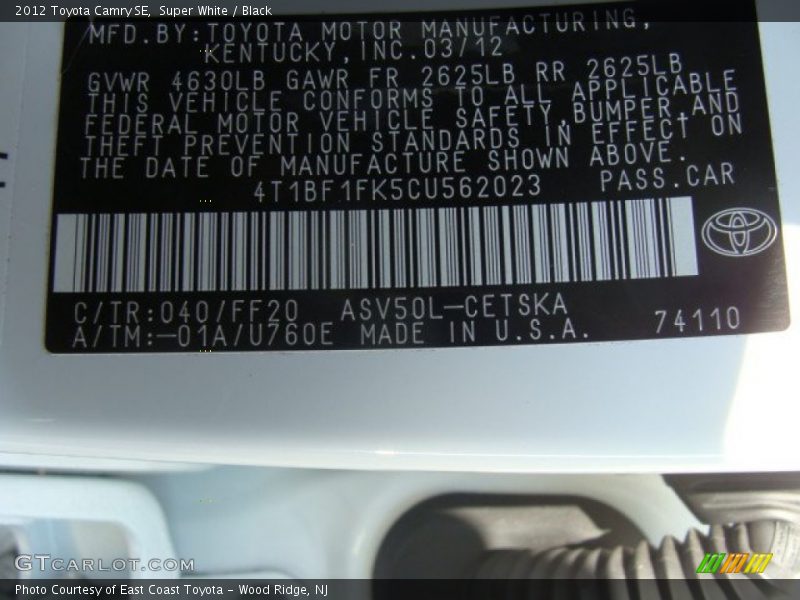 2012 Toyota Camry SE, Super White / Black
MFD.BY:TOYOTA MOTOR MANUFACTURING,
KENTUCKY,INC.03/12
GVWR 4630LB GAWR FR 2625LB RR 2625LB
THIS VEHICLE CONFORMS TO ALL APPLICABLE
FEDERAL MOTOR VEHICLE SAFETY,BUMPER,AND
THEFT PREVENTION STANDARDS IN EFFECT ON
THE DATE OF MANUFACTURE SHOWN ABOVE.
4T1BF1FK5CU562023 PASS.CAR
C/TR:040/FF20 ASV50L-CETSKA
A/TM:-01A/U760E MADE IN U.S.A. 74110
GTCARLOT.COM
Photo Courtesy of East Coast Toyota - Wood Ridge, NJ